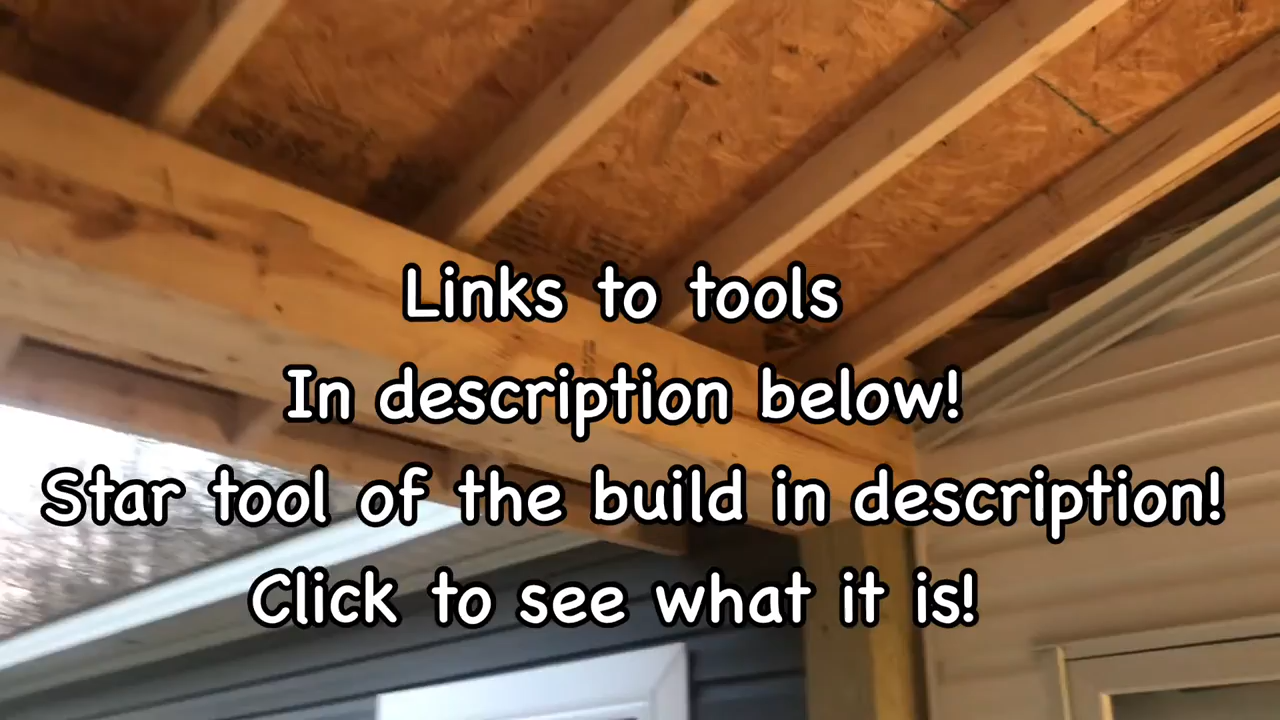 Links to tools
In description below!
Star tool of the build in description!
Click to see what it is!